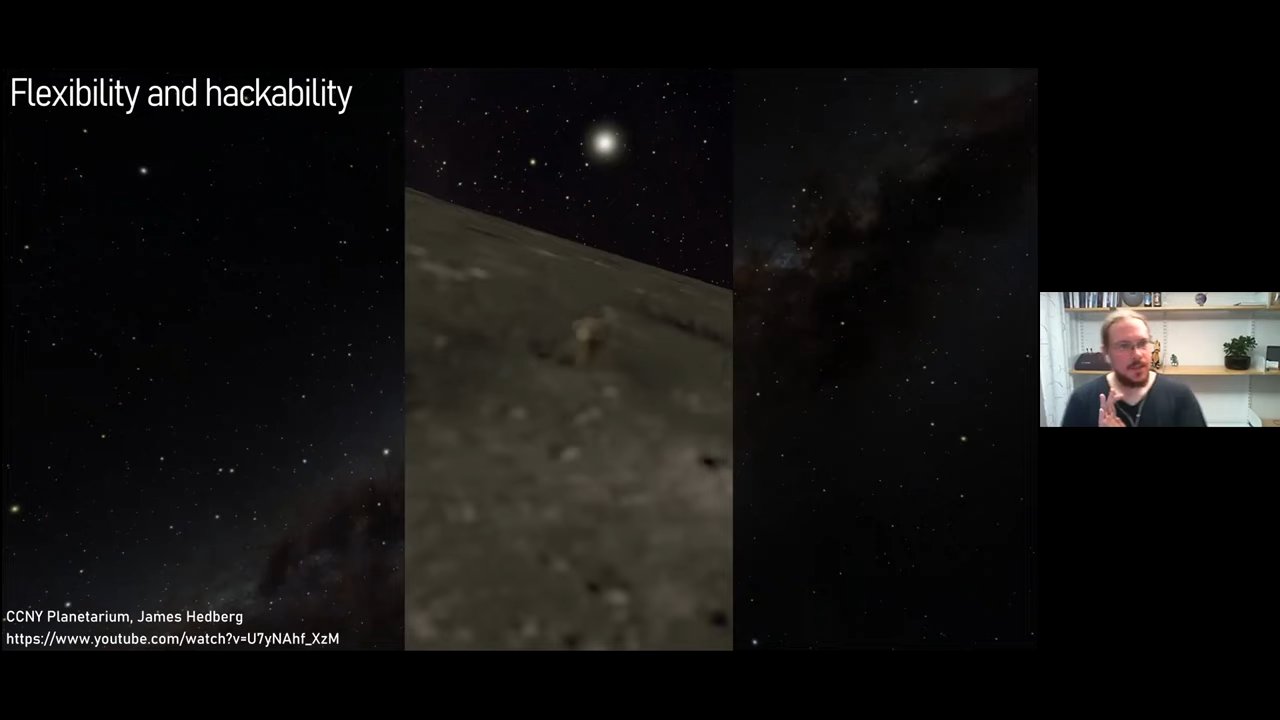 Flexibility and hackability
CCNY Planetarium, James Hedberg
https://www.youtube.com/watch?v=U7yNAhf_XzM